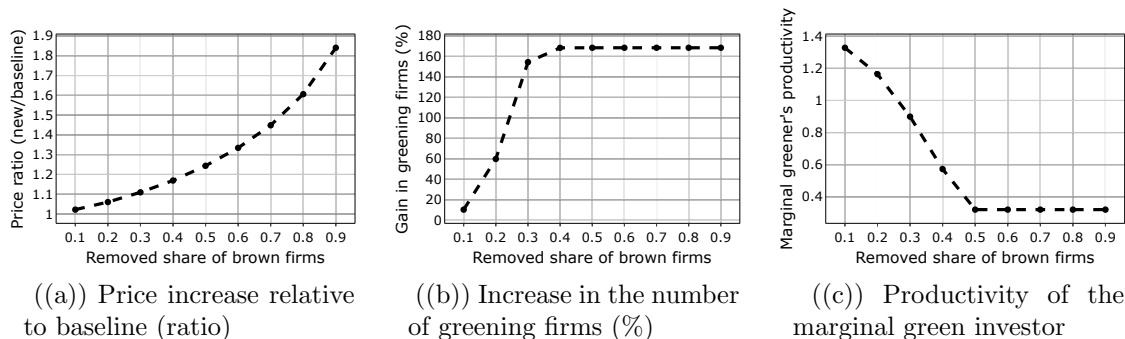 Price ratio (new/baseline)
1.9
1.8
1.7
1.6
1.5
1.4
1.3
1.2
1.1
1
0.1 0.2 0.3 0.4 0.5 0.6 0.7 0.8 0.9
Removed share of brown firms
((a)) Price increase relative
to baseline (ratio)
Gain in greening firms (%)
180
160
140
120
100
80
60
40
20
0
0.1 0.2 0.3 0.4 0.5 0.6 0.7 0.8 0.9
Removed share of brown firms
((b)) Increase in the number
of greening firms (%)
Marginal greener's productivity
1.4
1.2
1
0.8
0.6
0.4
0.1 0.2 0.3 0.4 0.5 0.6 0.7 0.8 0.9
Removed share of brown firms
((c)) Productivity of the
marginal green investor